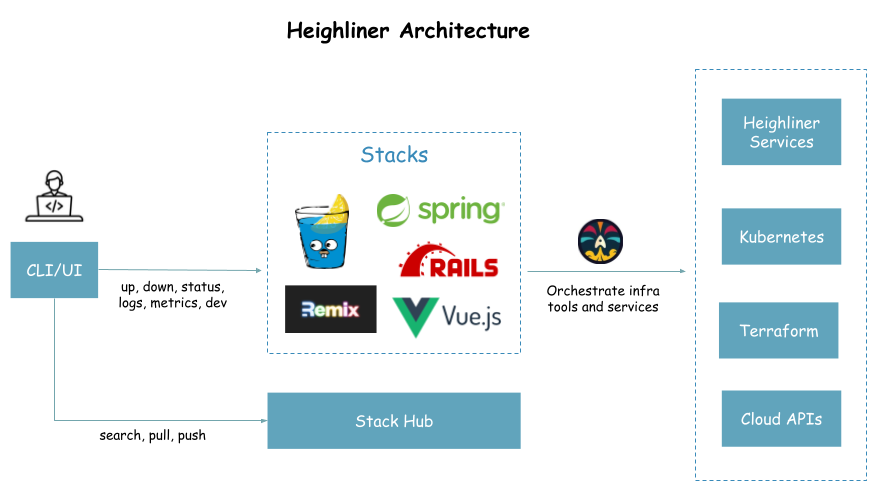 Heighliner Architecture
Stacks
spring
RAILS
Remix
Vue.js
CLI/UI
</>
up, down, status,
logs, metrics, dev
Stack Hub
search, pull, push
Orchestrate infra
tools and services
Heighliner
Services
Kubernetes
Terraform
Cloud APIs